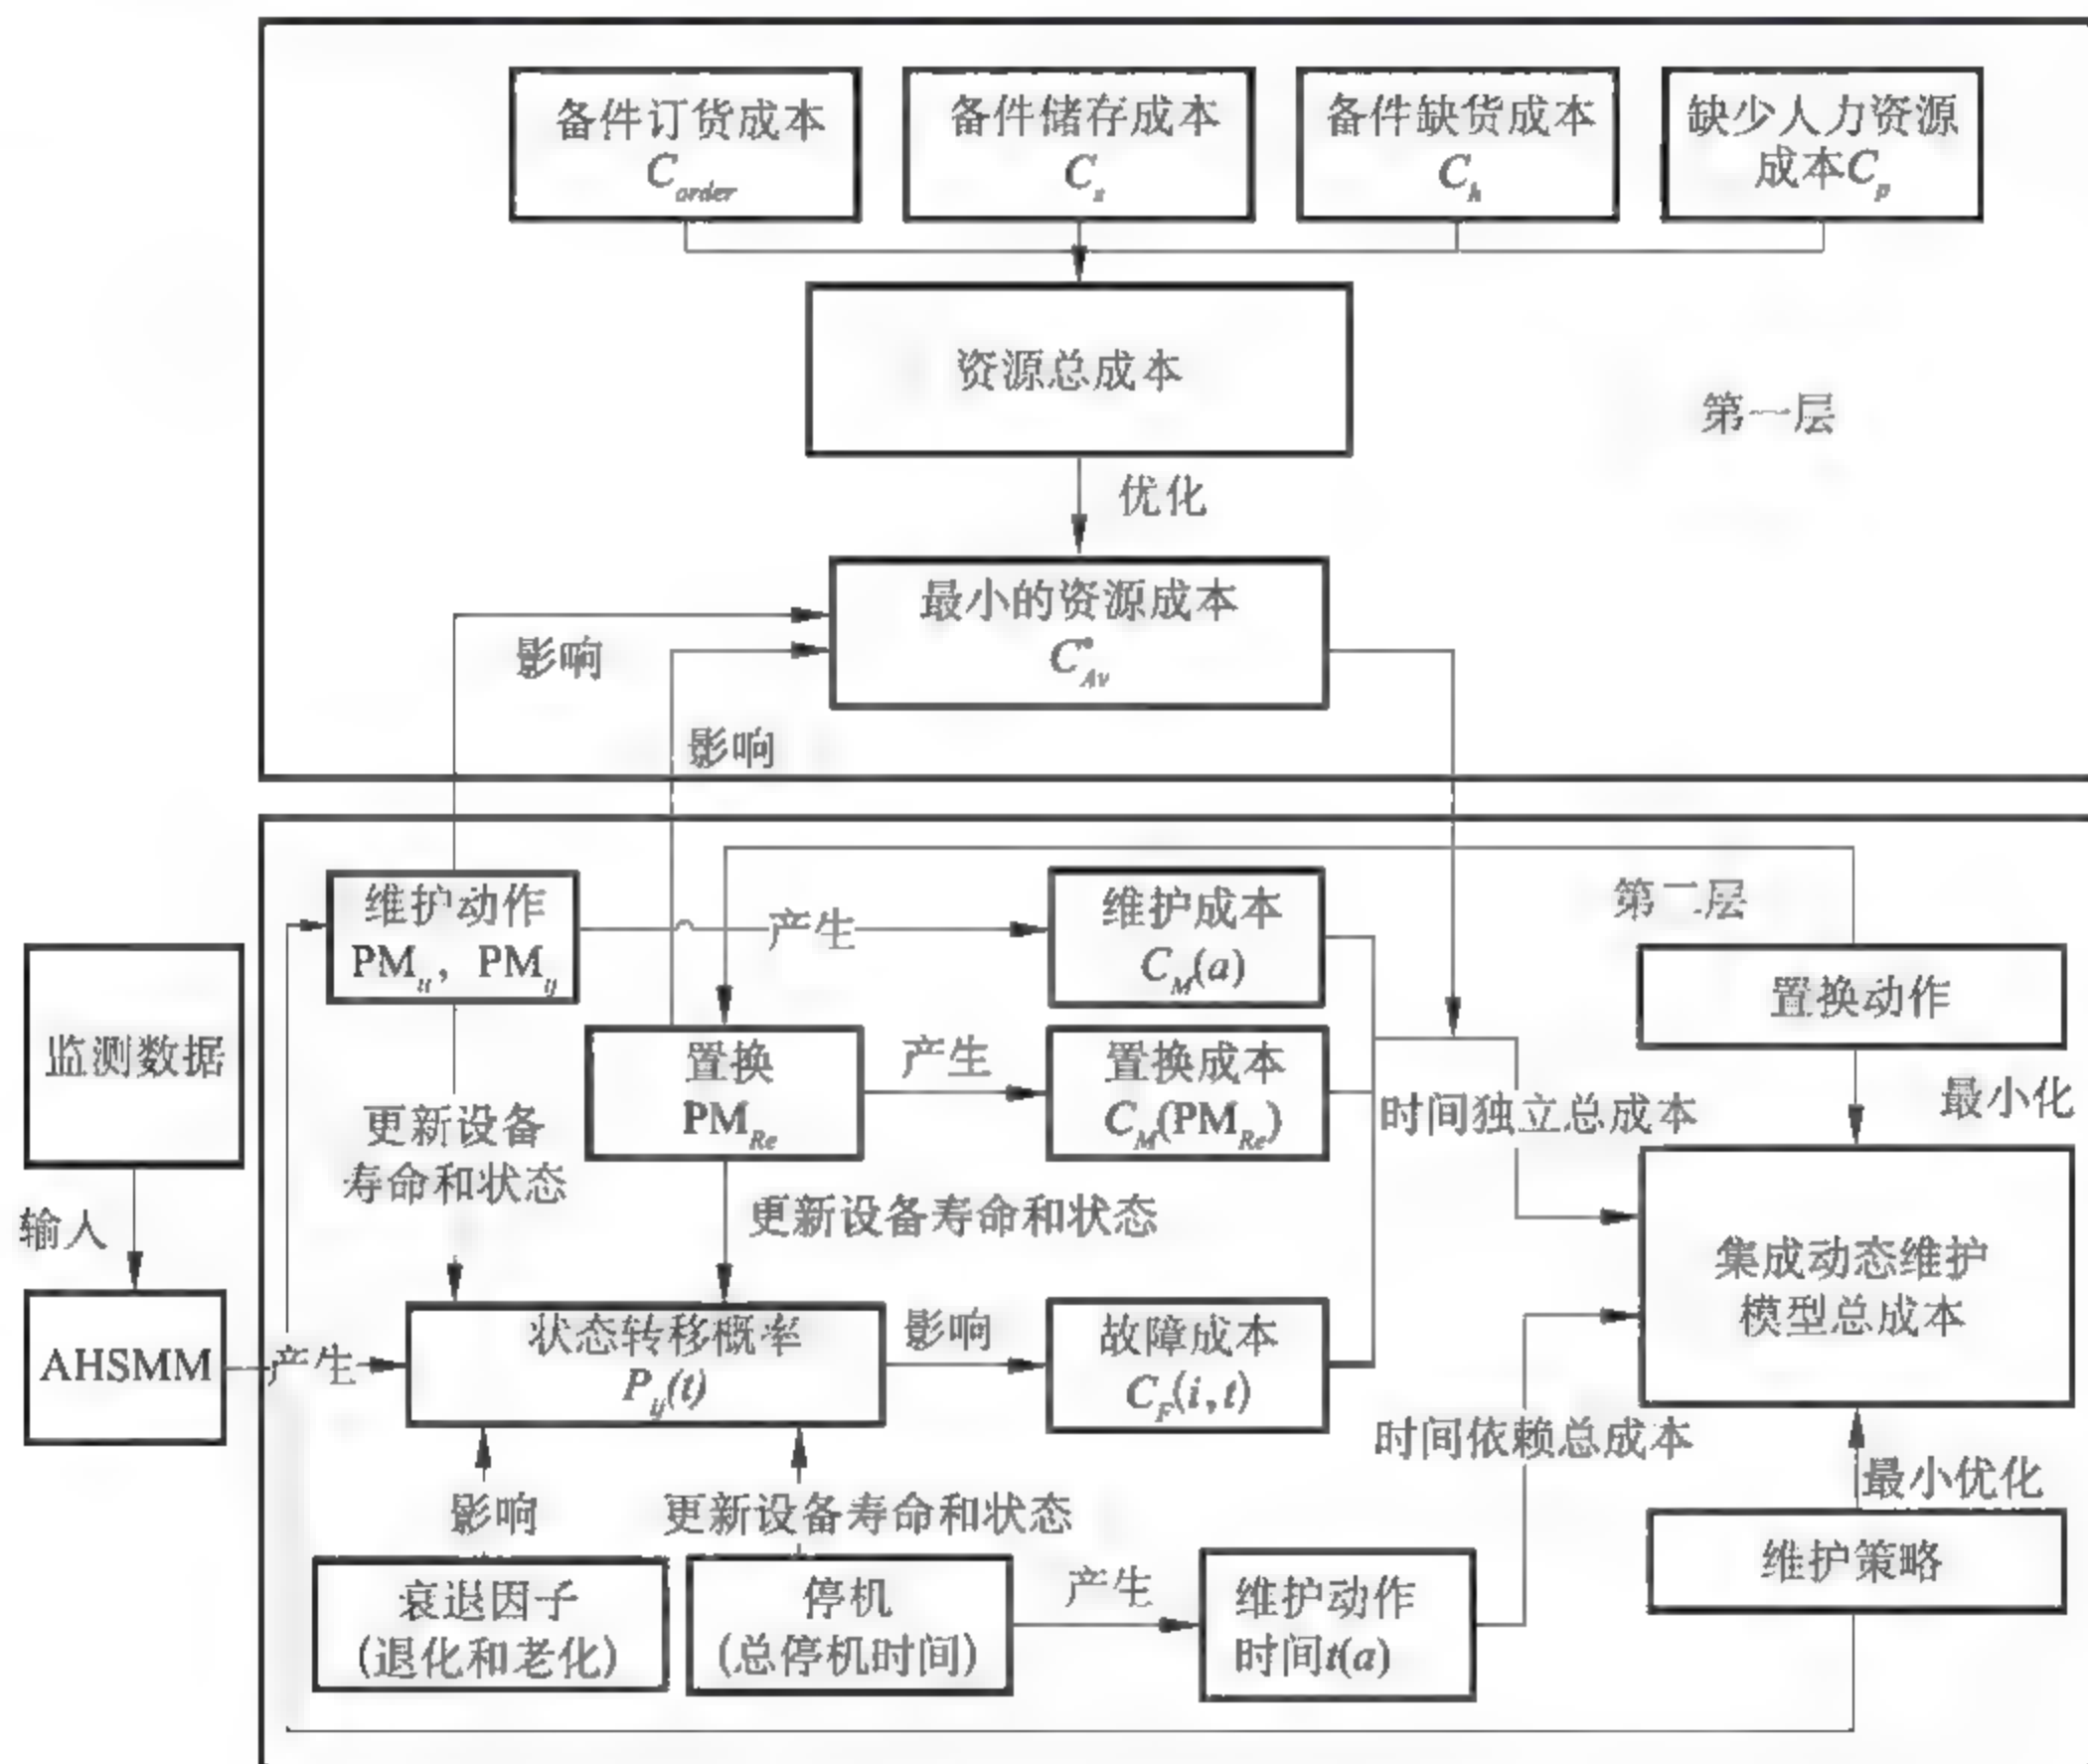 备件订货成本
C_order
备件储存成本
C_s
备件缺货成本
C_h
缺少人力资源
成本C_p
资源总成本
第一层
优化
最小的资源成本
C*_Av
影响
影响
维护动作
PM_ii, PM_ij
产生
维护成本
C_M(a)
第二层
置换动作
监测数据
置换
PM_Re
产生
置换成本
C_M(PM_Re)
时间独立总成本
最小化
更新设备
寿命和状态
更新设备寿命和状态
输入
集成动态维护
模型总成本
AHSMM
产生
状态转移概率
P_ij(t)
影响
故障成本
C_F(i,t)
时间依赖总成本
影响
更新设备寿命和状态
最小优化
衰退因子
(退化和老化)
停机
(总停机时间)
产生
维护动作
时间t(a)
维护策略